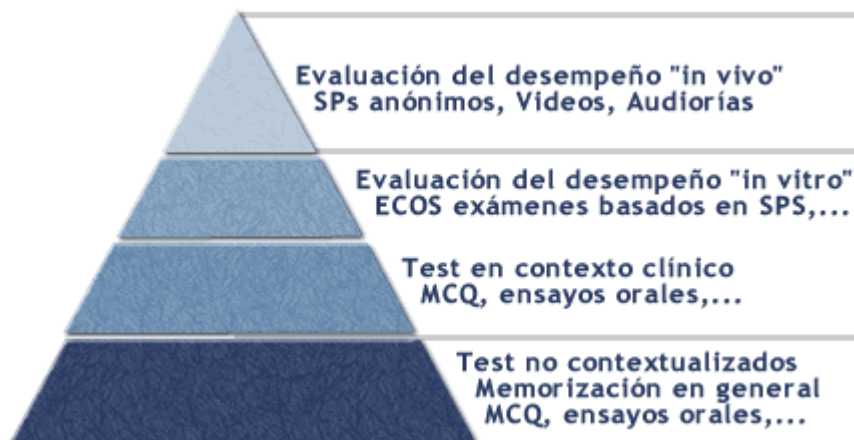 Evaluación del desempeño "in vivo"
SPs anónimos, Videos, Audiorías
Evaluación del desempeño "in vitro"
ECOS exámenes basados en SPS,...
Test en contexto clínico
MCQ, ensayos orales,...
Test no contextualizados
Memorización en general
MCQ, ensayos orales,...